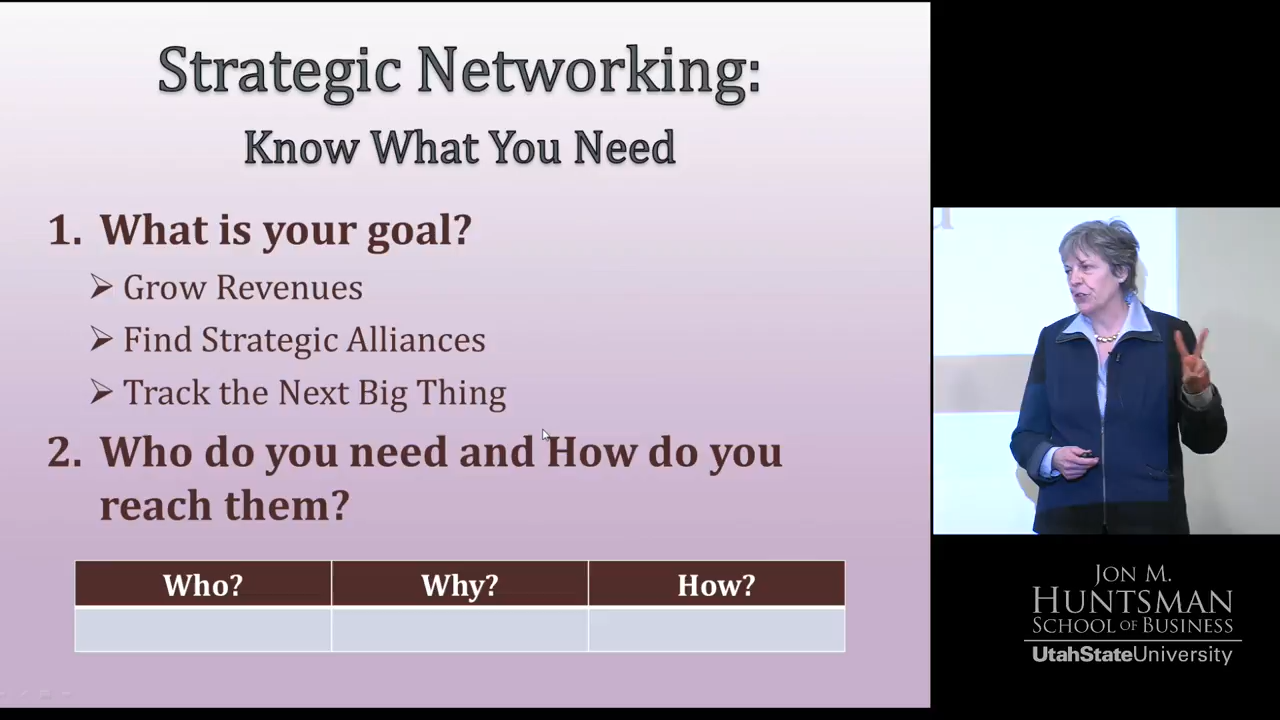 Strategic Networking:
Know What You Need
1. What is your goal?
➢ Grow Revenues
➢ Find Strategic Alliances
➢ Track the Next Big Thing
2. Who do you need and How do you
reach them?
Who? Why? How?
JON M.
HUNTSMAN
SCHOOL OF BUSINESS
UtahStateUniversity